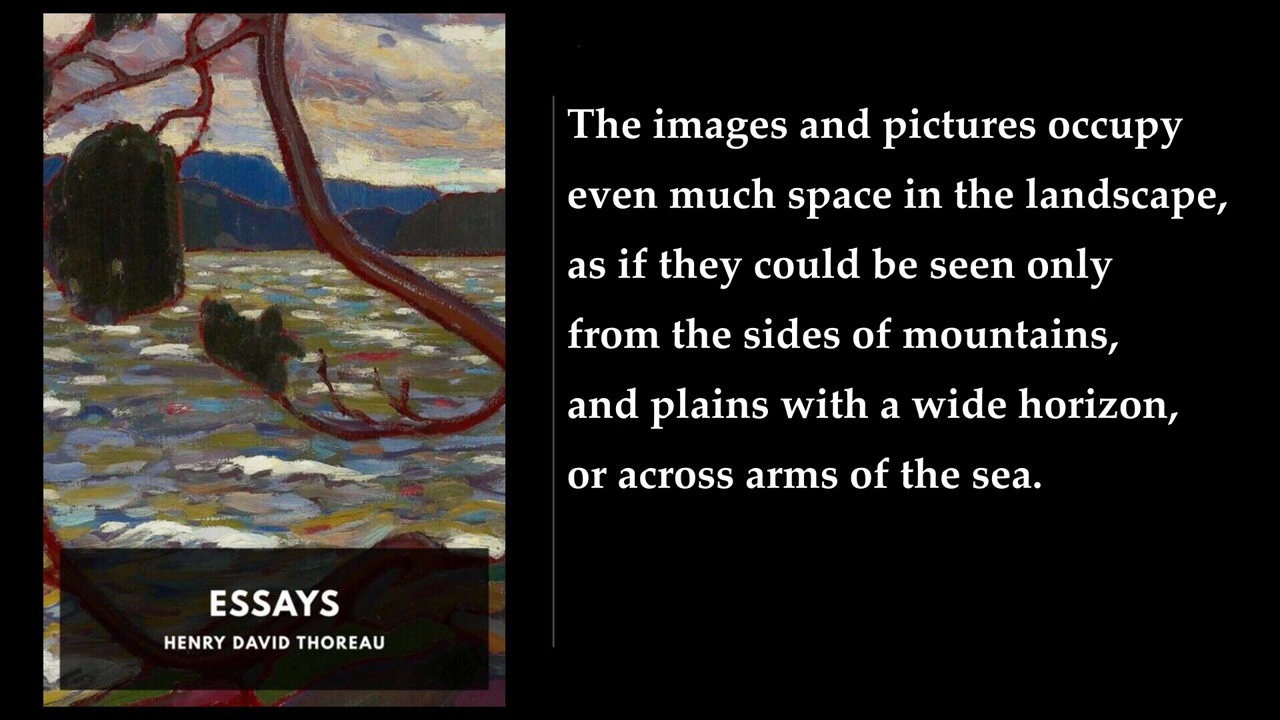 The images and pictures occupy
even much space in the landscape,
as if they could be seen only
from the sides of mountains,
and plains with a wide horizon,
or across arms of the sea.
ESSAYS
HENRY DAVID THOREAU